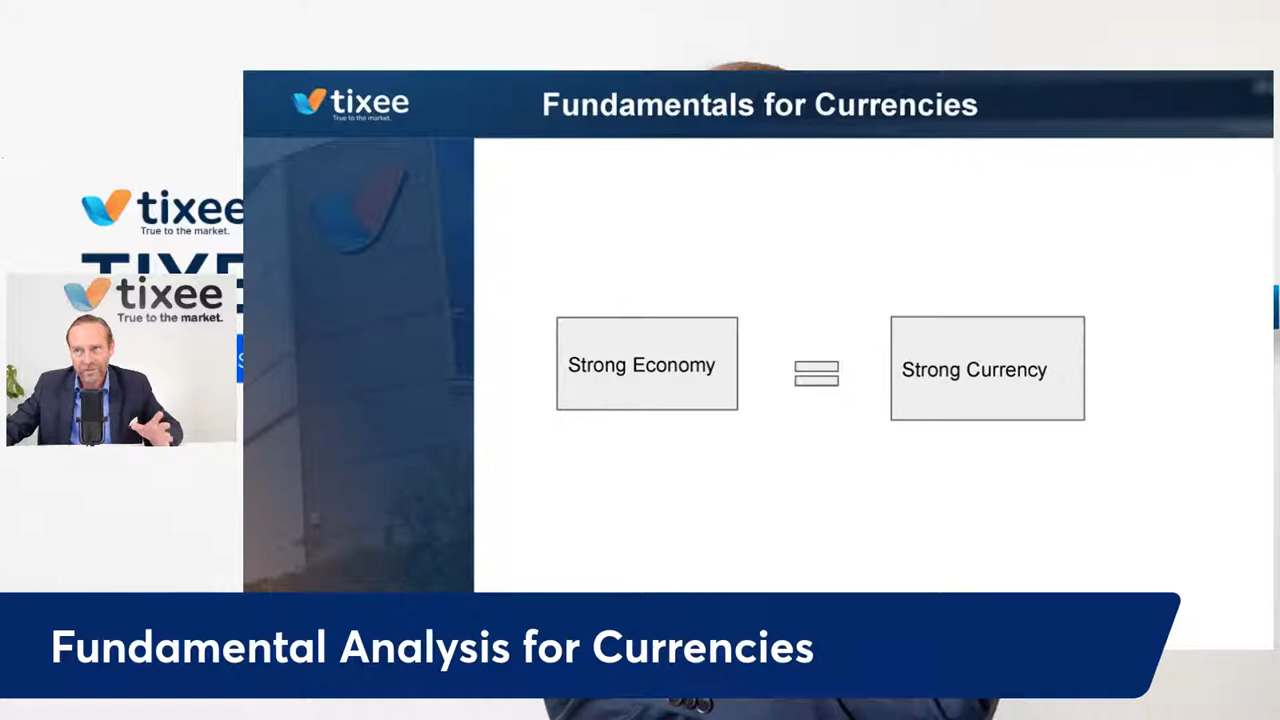 tixee
True to the market.
Fundamentals for Currencies
tixee
True to the market.
tixee
True to the market.
Strong Economy
Strong Currency
Fundamental Analysis for Currencies